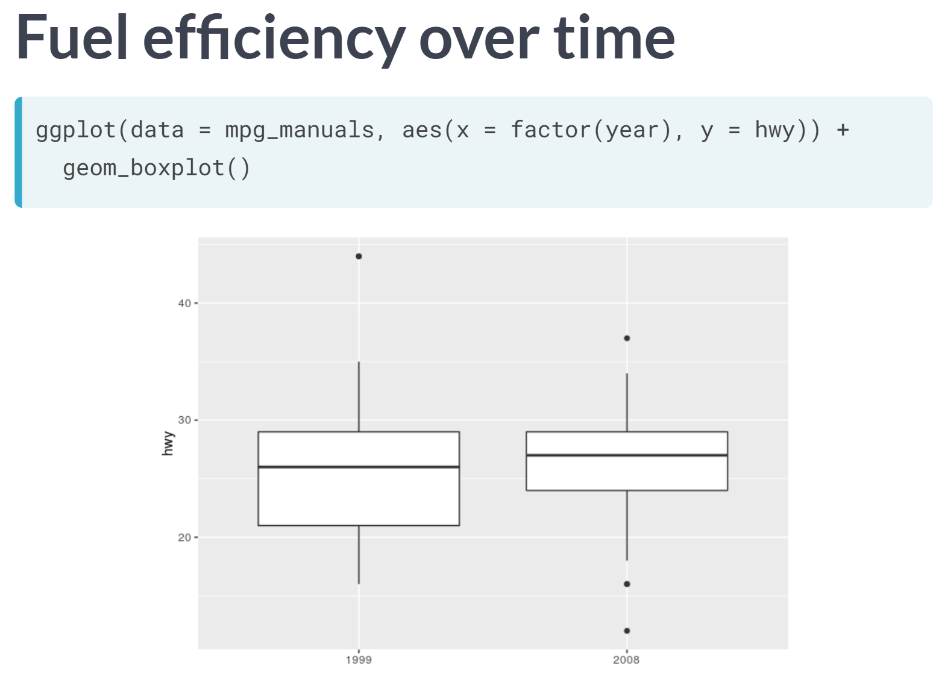 Fuel efficiency over time
ggplot(data = mpg_manuals, aes(x = factor(year), y = hwy)) +
  geom_boxplot()
40
30
hwy
20
1999
2008